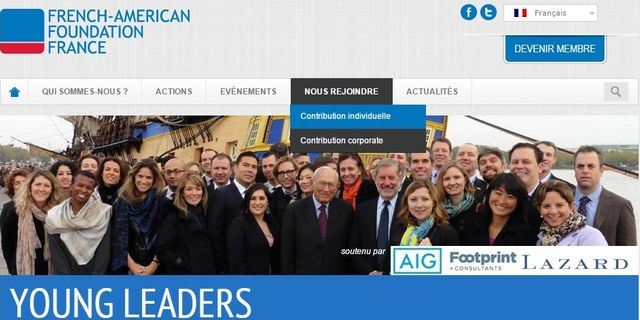 FRENCH-AMERICAN
FOUNDATION
FRANCE
Français
DEVENIR MEMBRE
QUI SOMMES-NOUS ?
ACTIONS
EVÈNEMENTS
NOUS REJOINDRE
ACTUALITÉS
Contribution individuelle
Contribution corporate
soutenu par
AIG
Footprint
> CONSULTANTS
LAZARD
YOUNG LEADERS